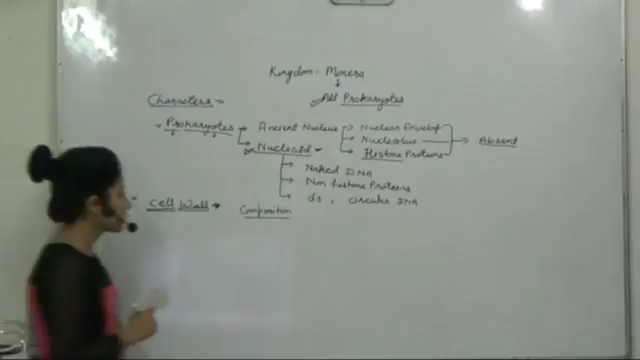 Kingdom - Monera
↓
All Prokaryotes
Characters -
Prokaryotes → Ancient Nucleus → Nuclear Envelop
→ Nucleoid → Nucleolus → Absent
→ Histone Proteins
→ Naked DNA
→ Non histone Proteins
→ ds, circular DNA
Cell Wall → Composition